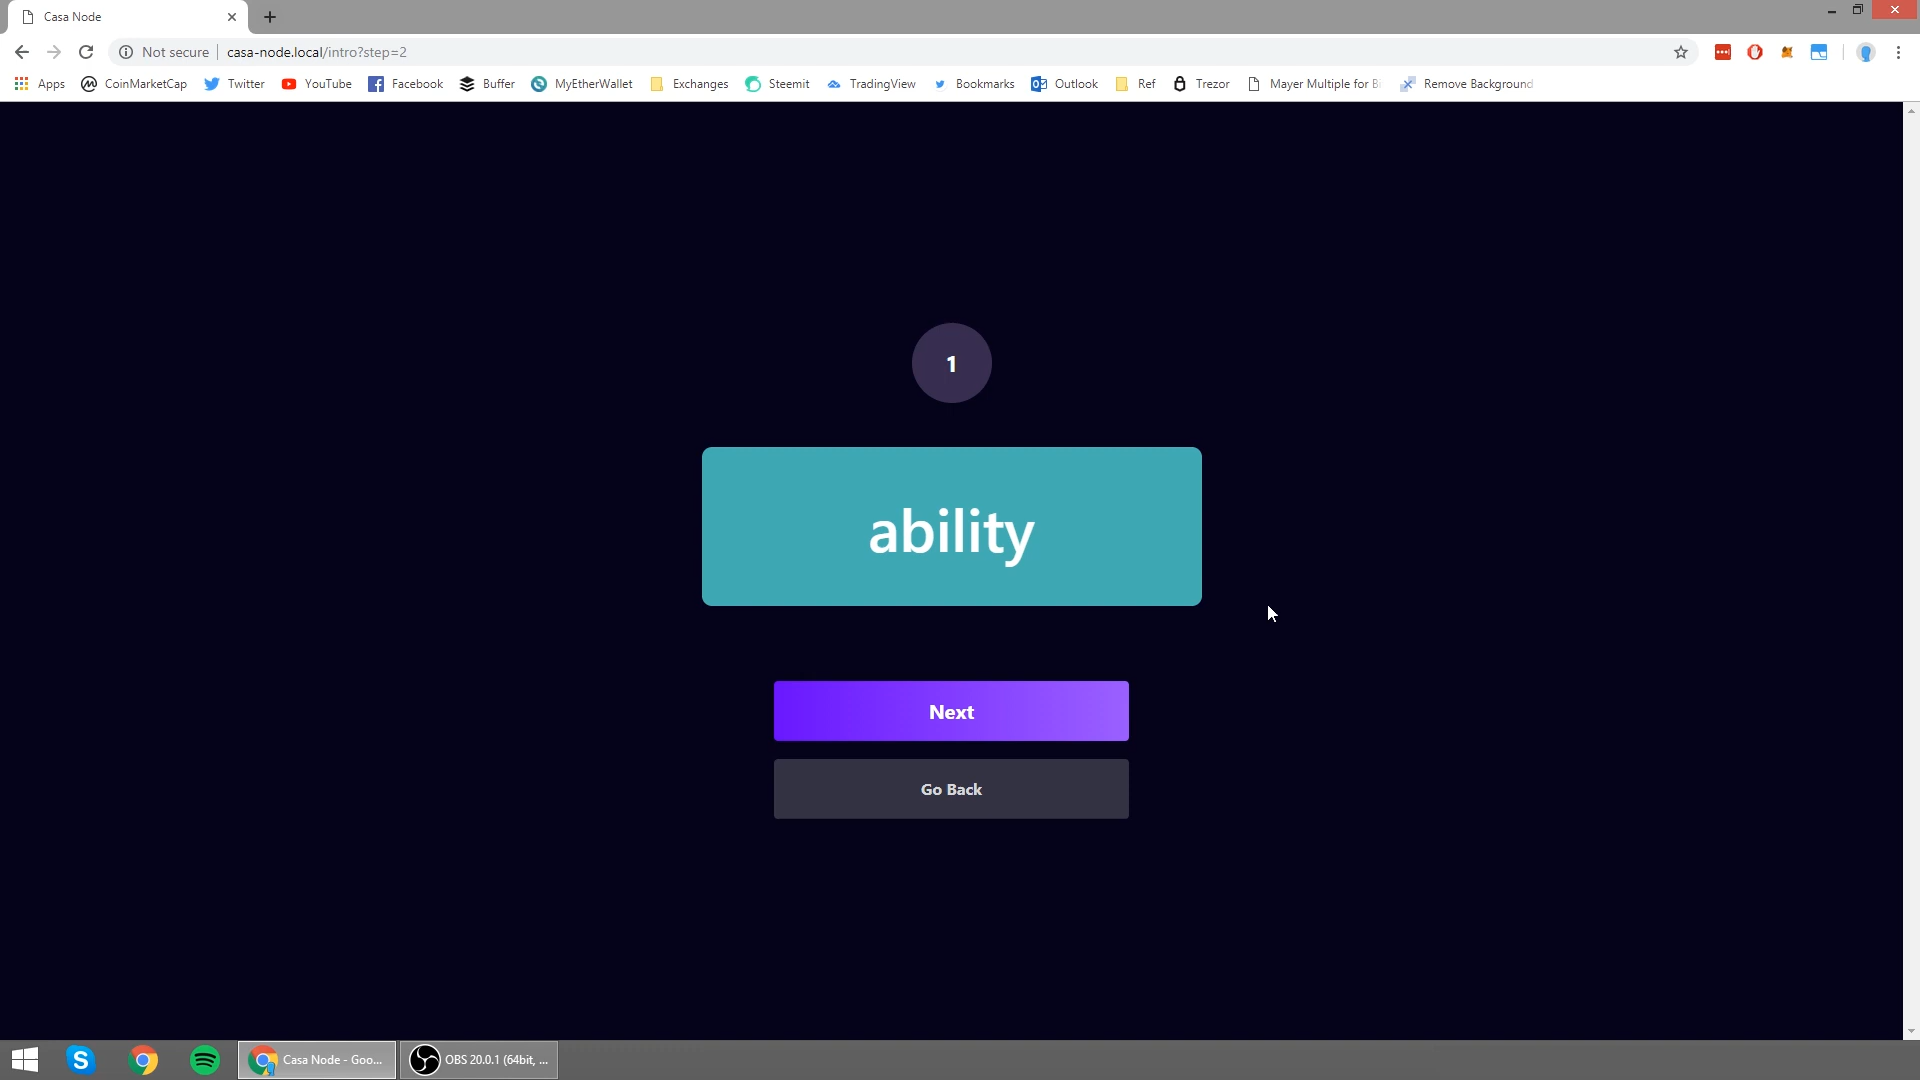 Casa Node
Not secure casa-node.local/intro?step=2
Apps CoinMarketCap Twitter YouTube Facebook Buffer MyEtherWallet Exchanges Steemit TradingView Bookmarks Outlook Ref Trezor Mayer Multiple for Bi Remove Background
1
ability
Next
Go Back
Casa Node - Goo... OBS 20.0.1 (64bit, ...